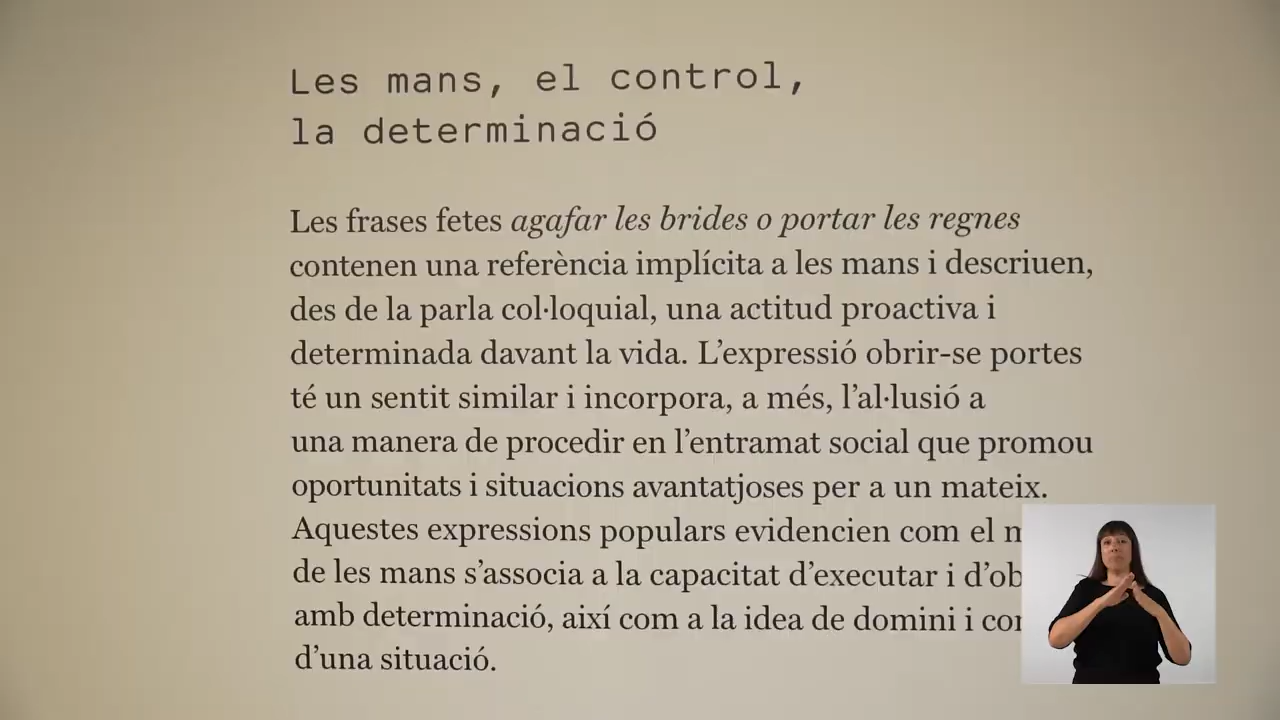 Les mans, el control,
la determinació
Les frases fetes agafar les brides o portar les regnes
contenen una referència implícita a les mans i descriuen,
des de la parla col·loquial, una actitud proactiva i
determinada davant la vida. L’expressió obrir-se portes
té un sentit similar i incorpora, a més, l’al·lusió a
una manera de procedir en l’entramat social que promou
oportunitats i situacions avantatjoses per a un mateix.
Aquestes expressions populars evidencien com el
de les mans s’associa a la capacitat d’executar i
amb determinació, així com a la idea de domini i
d’una situació.